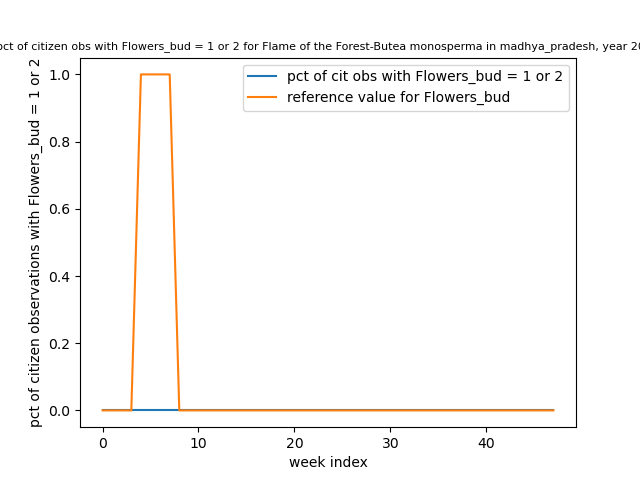 pct of citizen obs with Flowers_bud = 1 or 2 for Flame of the Forest-Butea monosperma in madhya_pradesh, year 20
pct of cit obs with Flowers_bud = 1 or 2
reference value for Flowers_bud
pct of citizen observations with Flowers_bud = 1 or 2
1.0
0.8
0.6
0.4
0.2
0.0
0 10 20 30 40
week index